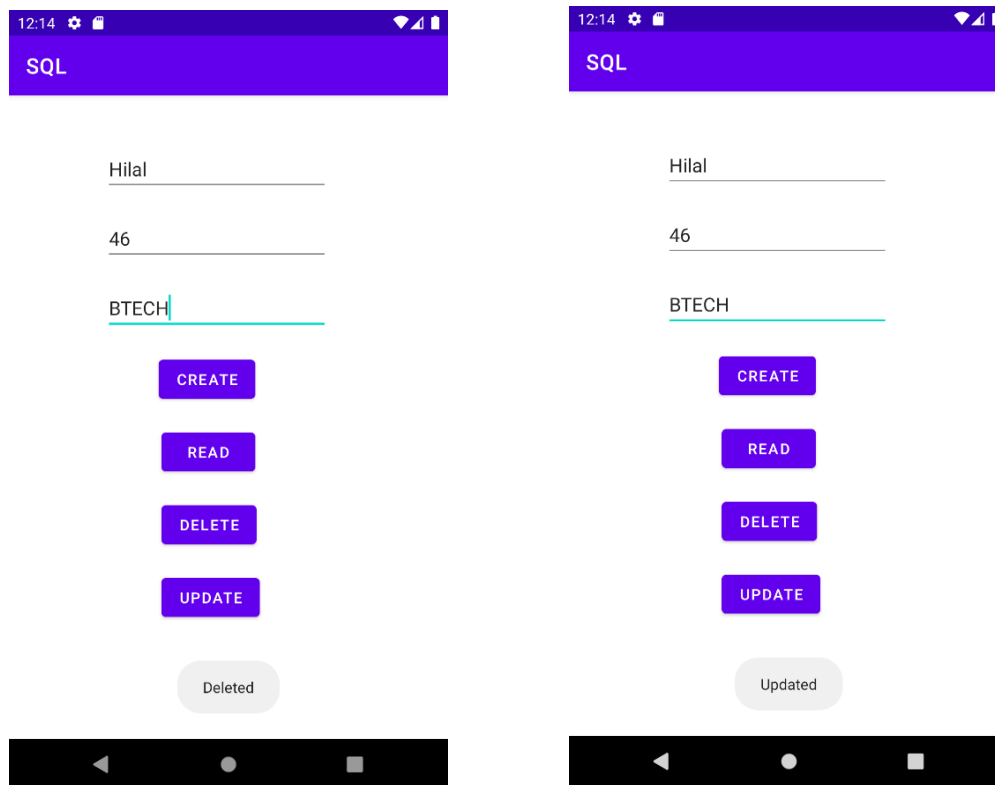 12:14
SQL
Hilal
46
BTECH
CREATE
READ
DELETE
UPDATE
Deleted
12:14
SQL
Hilal
46
BTECH
CREATE
READ
DELETE
UPDATE
Updated